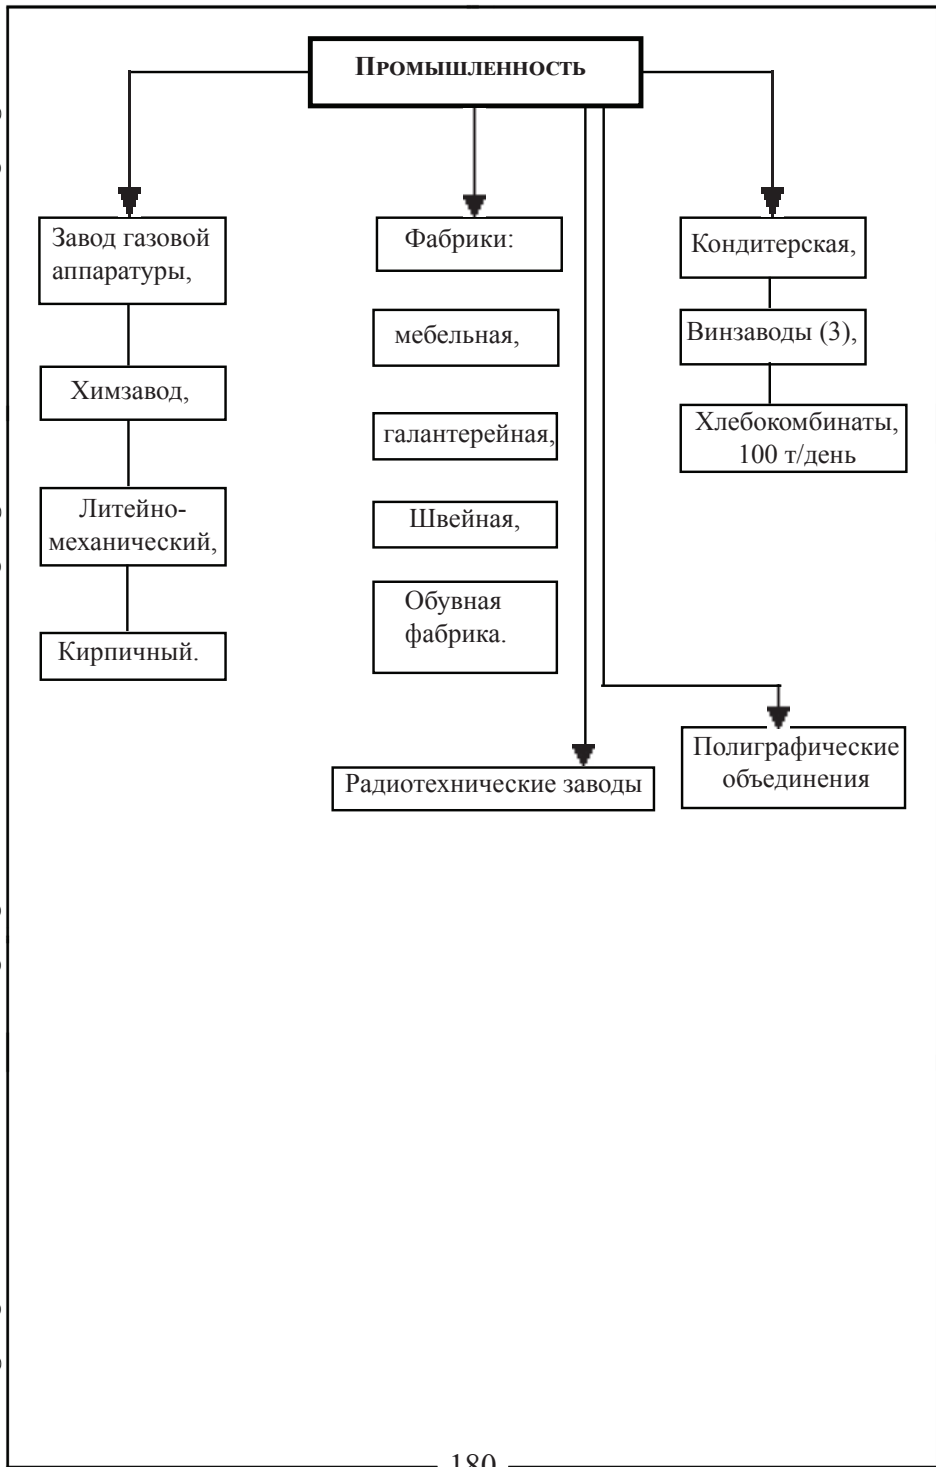 ПРОМЫШЛЕННОСТЬ
Завод газовой
аппаратуры,
Химзавод,
Литейно-
механический,
Кирпичный.
Фабрики:
мебельная,
галантерейная,
Швейная,
Обувная
фабрика.
Кондитерская,
Винзаводы (3),
Хлебокомбинаты,
100 т/день
Радиотехнические заводы
Полиграфические
объединения
180